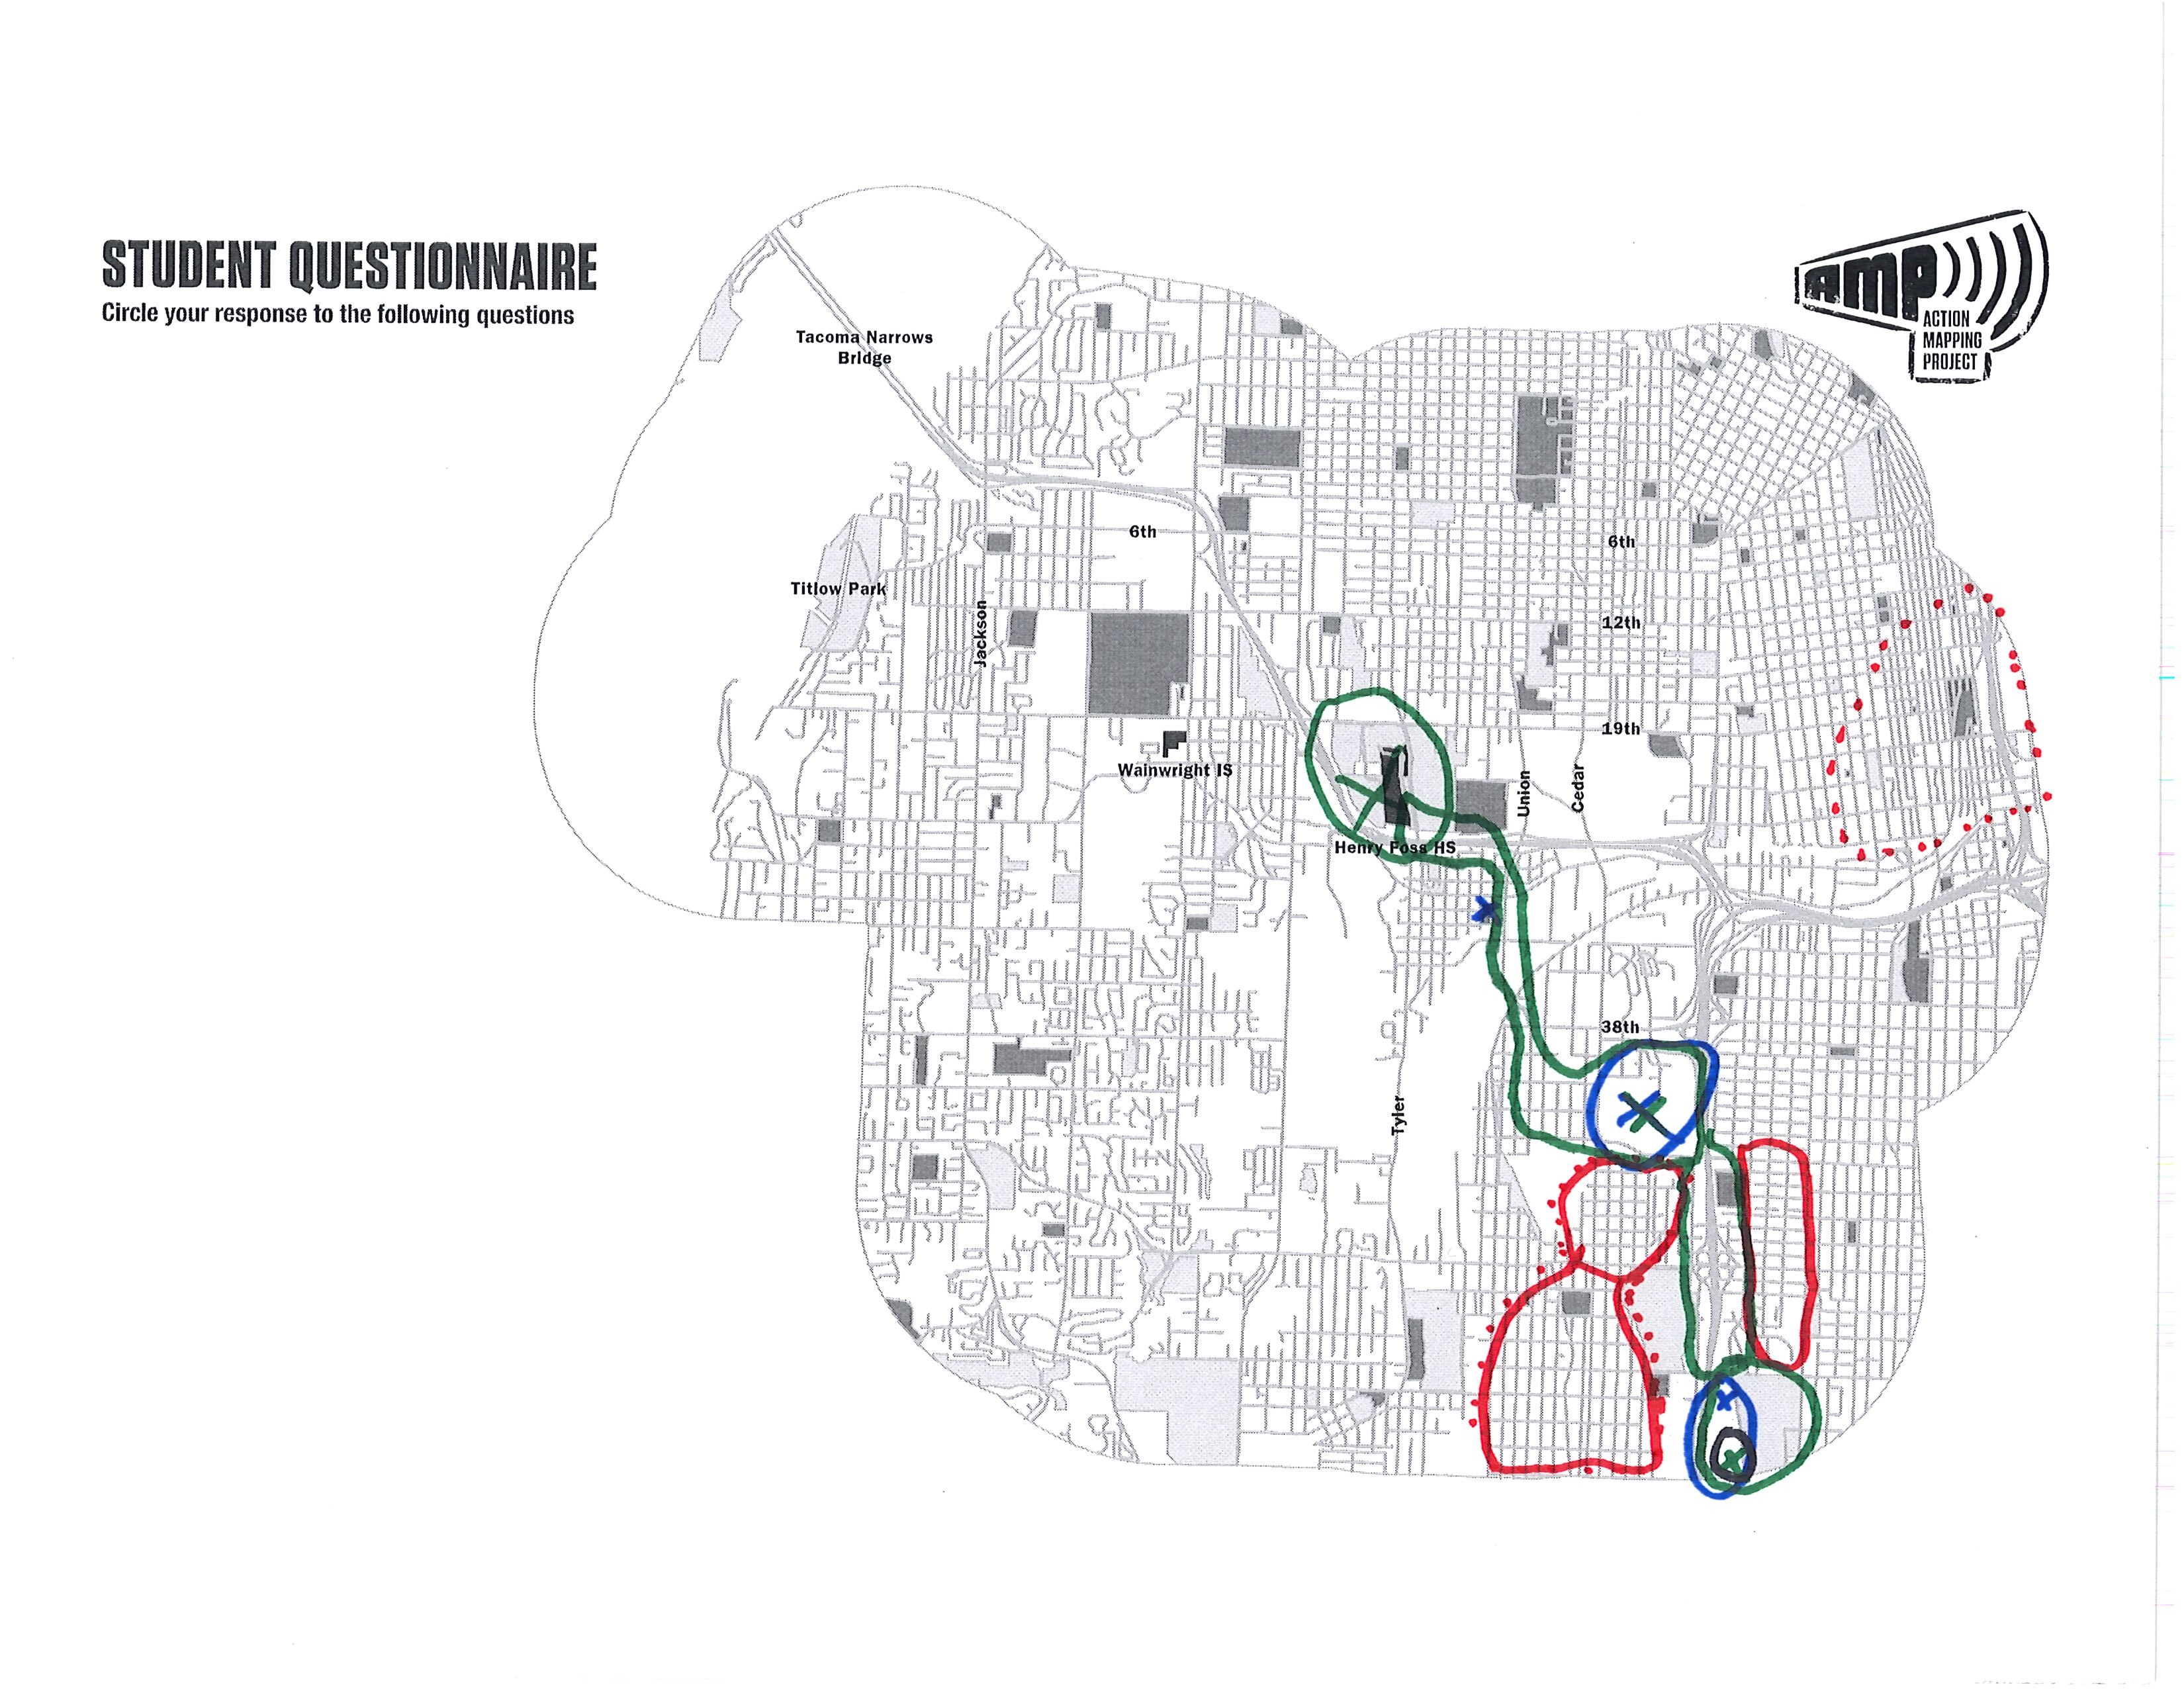 STUDENT QUESTIONNAIRE
Circle your response to the following questions
AMP
ACTION
MAPPING
PROJECT
Tacoma Narrows
Bridge
6th
6th
Titlow Park
Jackson
12th
19th
Wainwright IS
Union
Cedar
Henry Foss HS
38th
Tyler